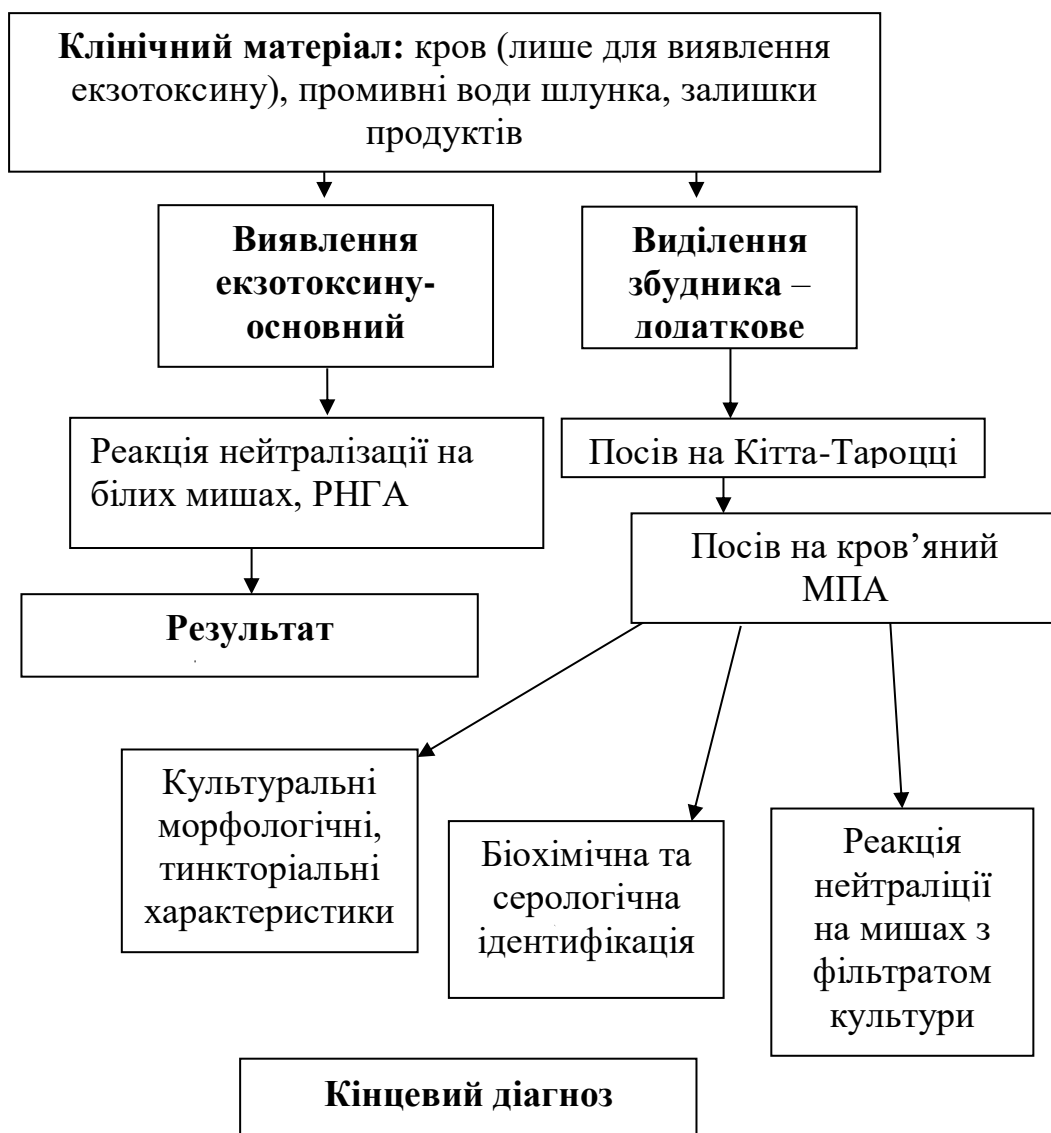 Клінічний матеріал: кров (лише для виявлення
екзотоксину), промивні води шлунка, залишки
продуктів
Виявлення
екзотоксину-
основний
Виділення
збудника –
додаткове
Реакція нейтралізації на
білих мишах, РНГА
Посів на Кітта-Тароцці
Посів на кров’яний
МПА
Результат
Культуральні
морфологічні,
тинкторіальні
характеристики
Біохімічна та
серологічна
ідентифікація
Реакція
нейтраліції
на мишах з
фільтратом
культури
Кінцевий діагноз